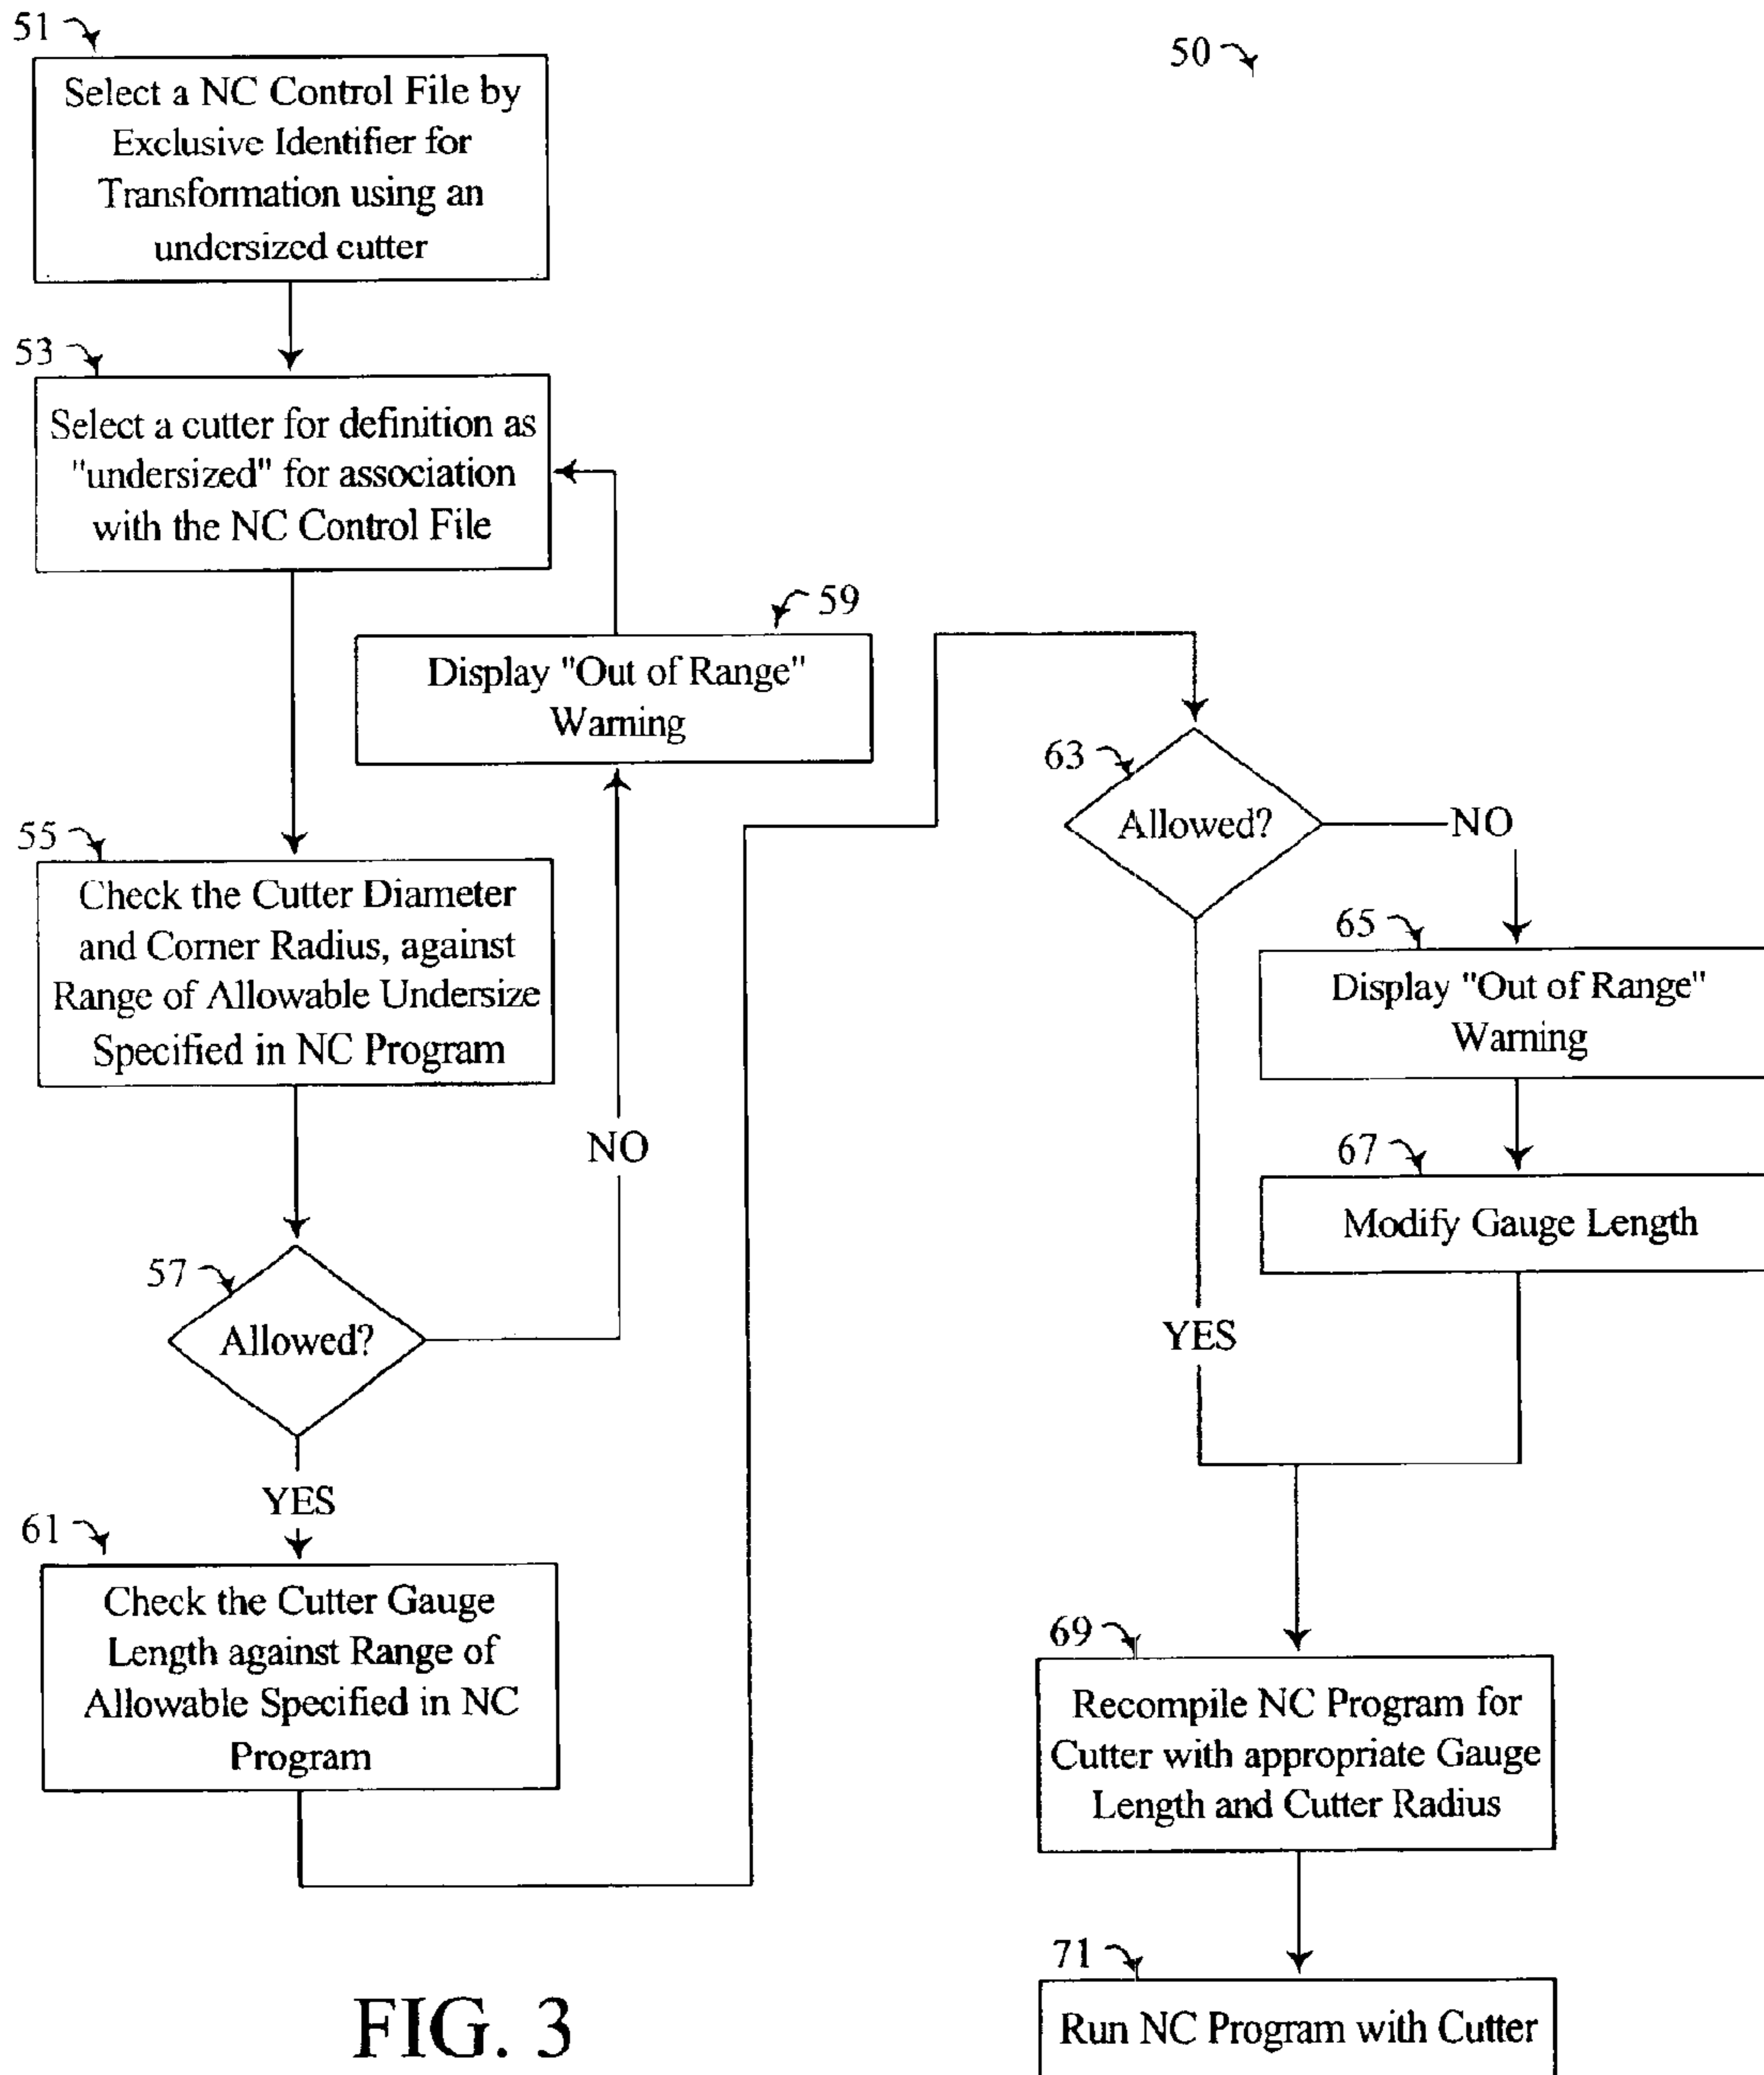 51
Select a NC Control File by
Exclusive Identifier for
Transformation using an
undersized cutter
53
Select a cutter for definition as
"undersized" for association
with the NC Control File
59
Display "Out of Range"
Warning
55
Check the Cutter Diameter
and Corner Radius, against
Range of Allowable Undersize
Specified in NC Program
NO
57
Allowed?
YES
61
Check the Cutter Gauge
Length against Range of
Allowable Specified in NC
Program
50
63
Allowed?
NO
65
Display "Out of Range"
Warning
67
Modify Gauge Length
YES
69
Recompile NC Program for
Cutter with appropriate Gauge
Length and Cutter Radius
71
Run NC Program with Cutter
FIG. 3